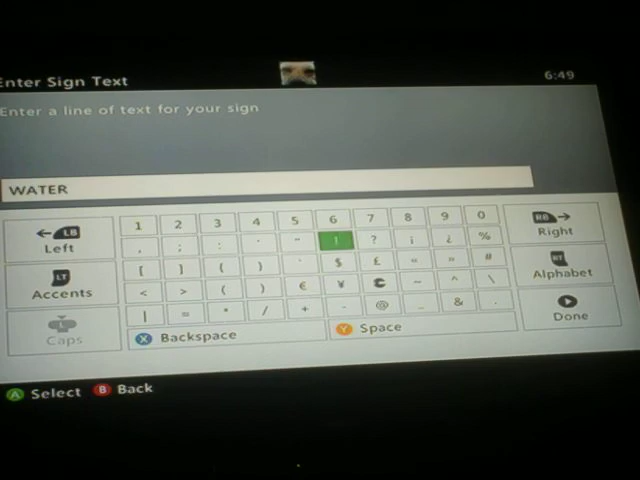 Enter Sign Text 6:49
Enter a line of text for your sign
WATER
LB Left
1 2 3 4 5 6 7 8 9 0
RB Right
, ; : ' " ! ? ¡ ¿ %
LT Accents
[ ] { } ` $ £ « » #
RT Alphabet
< > ( ) € ¥ ~ ^ \
L Caps
| = * / + - @ _ & .
Done
X Backspace Y Space
A Select B Back